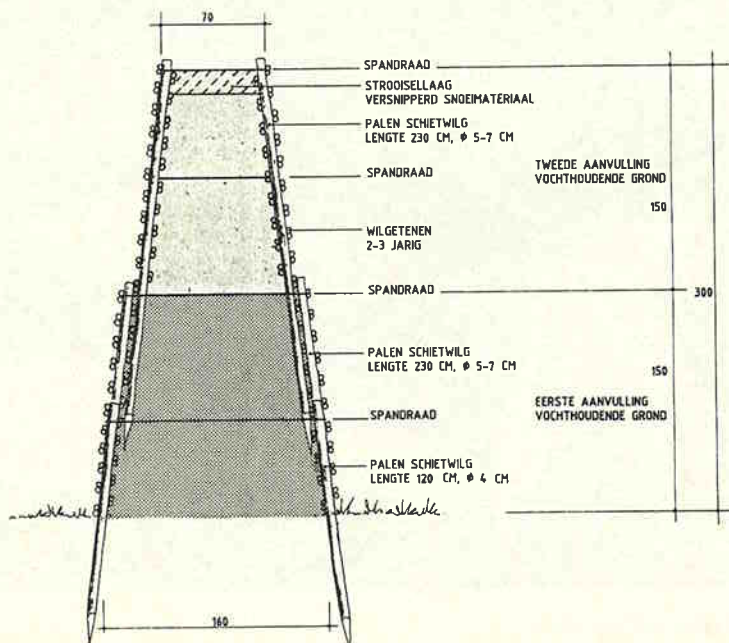 70
SPANDRAAD
STROOISELLAAG
VERSNIPPERD SNOEIMATERIAAL
PALEN SCHIETWILG
LENGTE 230 CM, ø 5-7 CM
SPANDRAAD
TWEEDE AANVULLING
VOCHTHOUDENDE GROND
150
WILGETENEN
2-3 JARIG
SPANDRAAD
300
PALEN SCHIETWILG
LENGTE 230 CM, ø 5-7 CM
150
SPANDRAAD
EERSTE AANVULLING
VOCHTHOUDENDE GROND
PALEN SCHIETWILG
LENGTE 120 CM, ø 4 CM
160